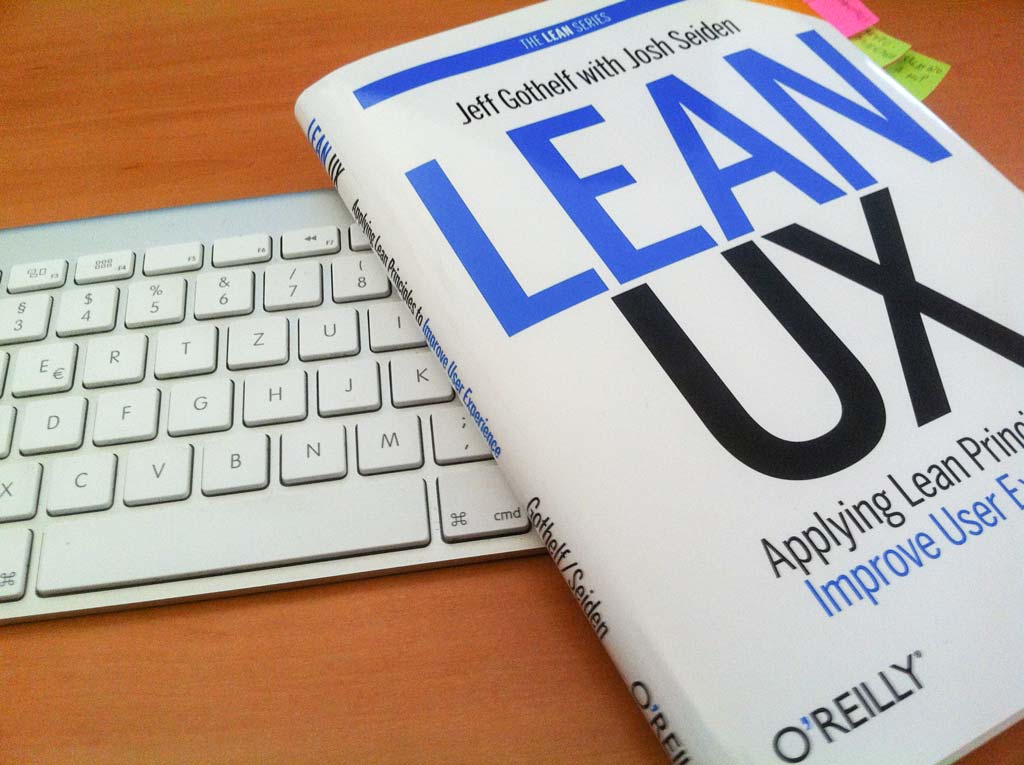 THE LEAN SERIES
Jeff Gothelf with Josh Seiden
LEAN
UX
Applying Lean Princi
Improve User Ex
O'REILLY®
LEAN UX
Applying Lean Principles to Improve User Experience
Gothelf / Seiden
O'REIL
F3 F4 F5 F6 F7
§ 3 $ 4 % 5 & 6 / 7 ( 8
E € R T Z U I
D F G H J K
X C V B N M ; ,
⌘ ⌘ cmd